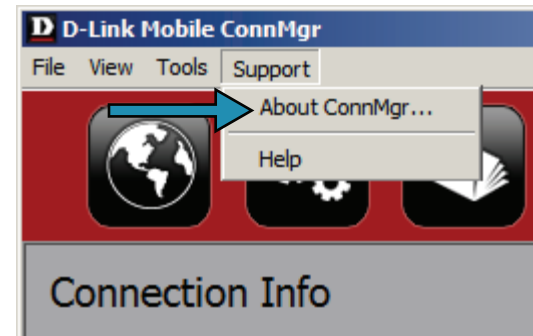 D D-Link Mobile ConnMgr
File View Tools Support
About ConnMgr...
Help
Connection Info